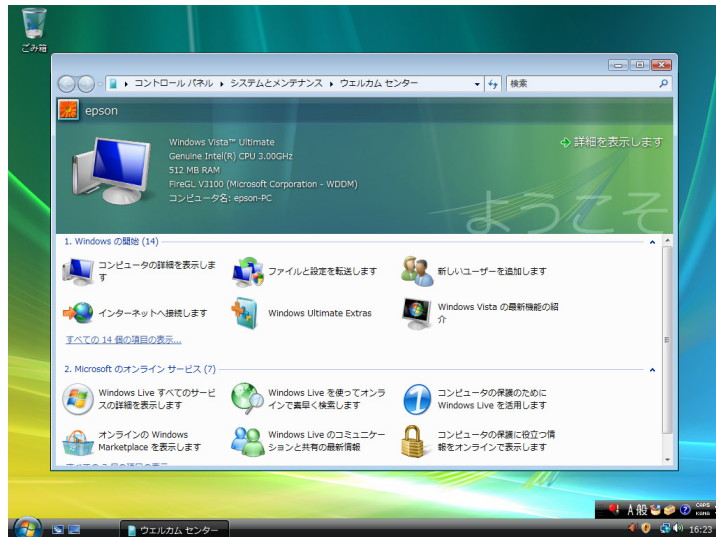 ごみ箱
コントロール パネル ▸ システムとメンテナンス ▸ ウエルカム センター
検索
epson
Windows Vista™ Ultimate
Genuine Intel(R) CPU 3.00GHz
512 MB RAM
FireGL V3100 (Microsoft Corporation - WDDM)
コンピュータ名: epson-PC
詳細を表示します
ようこそ
1. Windows の開始 (14)
コンピュータの詳細を表示しま
す
ファイルと設定を転送します
新しいユーザーを追加します
インターネットへ接続します
Windows Ultimate Extras
Windows Vista の最新機能の紹
介
すべての 14 個の項目の表示...
2. Microsoft のオンライン サービス (7)
Windows Live すべてのサービ
スの詳細を表示します
Windows Live を使ってオンラ
インで素早く検索します
コンピュータの保護のために
Windows Live を活用します
オンラインの Windows
Marketplace を表示します
Windows Live のコミュニケー
ションと共有の最新情報
コンピュータの保護に役立つ情
報をオンラインで表示します
A 般
CAPS
KANA
ウエルカム センター
16:23